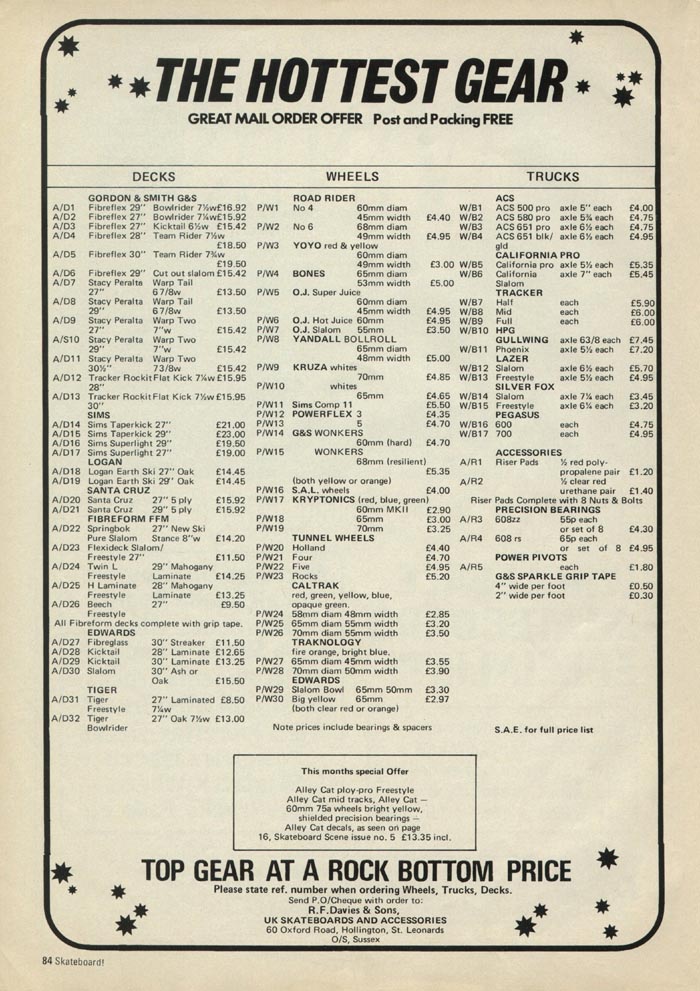 THE HOTTEST GEAR
GREAT MAIL ORDER OFFER Post and Packing FREE
DECKS
GORDON & SMITH G&S
A/D1 Fibreflex 29" Bowlrider 7½w £16.92
A/D2 Fibreflex 27" Bowlrider 7¼w £15.92
A/D3 Fibreflex 27" Kicktail 6½w £15.42
A/D4 Fibreflex 28" Team Rider 7½w
£18.50
A/D5 Fibreflex 30" Team Rider 7¾w
£19.50
A/D6 Fibreflex 29" Cut out slalom £15.42
A/D7 Stacy Peralta Warp Tail
27" 67/8w £13.50
A/D8 Stacy Peralta Warp Tail
29" 67/8w £13.50
A/D9 Stacy Peralta Warp Two
27" 7"w £15.42
A/S10 Stacy Peralta Warp Two
29" 7"w £15.42
A/D11 Stacy Peralta Warp Two
30½" 73/8w £15.42
A/D12 Tracker Rockit Flat Kick 7¼w £15.95
28"
A/D13 Tracker Rockit Flat Kick 7½w £15.95
30"
SIMS
A/D14 Sims Taperkick 27" £21.00
A/D15 Sims Taperkick 29" £23.00
A/D16 Sims Superlight 29" £19.50
A/D17 Sims Superlight 27" £19.00
LOGAN
A/D18 Logan Earth Ski 27" Oak £14.45
A/D19 Logan Earth Ski 29" Oak £14.45
SANTA CRUZ
A/D20 Santa Cruz 27" 5 ply £15.92
A/D21 Santa Cruz 29" 5 ply £15.92
FIBREFORM FFM
A/D22 Springbok 27" New Ski
Pure Slalom Stance 8"w £14.20
A/D23 Flexideck Slalom/
Freestyle 27" £11.50
A/D24 Twin L 29" Mahogany
Freestyle Laminate £14.25
A/D25 H Laminate 28" Mahogany
Freestyle Laminate £13.25
A/D26 Beech 27" £9.50
Freestyle
All Fibreform decks complete with grip tape.
EDWARDS
A/D27 Fibreglass 30" Streaker £11.50
A/D28 Kicktail 28" Laminate £12.65
A/D29 Kicktail 30" Laminate £13.25
A/D30 Slalom 30" Ash or
Oak £15.50
TIGER
A/D31 Tiger 27" Laminated £8.50
Freestyle 7¼w
A/D32 Tiger 27" Oak 7½w £13.00
Bowlrider
WHEELS
ROAD RIDER
P/W1 No 4 60mm diam
45mm width £4.40
P/W2 No 6 68mm diam
49mm width £4.95
P/W3 YOYO red & yellow
60mm diam
49mm width £3.00
P/W4 BONES 65mm diam
53mm width £5.00
P/W5 O.J. Super Juice
60mm diam
45mm width £4.95
P/W6 O.J. Hot Juice 60mm £4.95
P/W7 O.J. Slalom 55mm £3.50
P/W8 YANDALL BOLLROLL
65mm diam
48mm width £5.00
P/W9 KRUZA whites
70mm £4.85
P/W10 whites
65mm £4.65
P/W11 Sims Comp 11 £5.50
P/W12 POWERFLEX 3 £4.35
P/W13 5 £4.70
P/W14 G&S WONKERS
60mm (hard) £4.70
P/W15 WONKERS
68mm (resilient)
£5.35
(both yellow or orange)
P/W16 S.A.L. wheels £4.00
P/W17 KRYPTONICS (red, blue, green)
60mm MKII £2.90
P/W18 65mm £3.00
P/W19 70mm £3.25
TUNNEL WHEELS
P/W20 Holland £4.40
P/W21 Four £4.70
P/W22 Five £4.95
P/W23 Rocks £5.20
CALTRAK
red, green, yellow, blue,
opaque green.
P/W24 58mm diam 48mm width £2.85
P/W25 65mm diam 55mm width £3.20
P/W26 70mm diam 55mm width £3.50
TRAKNOLOGY
fire orange, bright blue.
P/W27 65mm diam 45mm width £3.55
P/W28 70mm diam 50mm width £3.90
EDWARDS
P/W29 Slalom Bowl 65mm 50mm £3.30
P/W30 Big yellow 65mm £2.97
(both clear red or orange)
Note prices include bearings & spacers
TRUCKS
ACS
W/B1 ACS 500 pro axle 5" each £4.00
W/B2 ACS 580 pro axle 5¾ each £4.75
W/B3 ACS 651 pro axle 6½ each £4.75
W/B4 ACS 651 blk/ axle 6½ each £4.95
gld
CALIFORNIA PRO
W/B5 California pro axle 5½ each £5.35
W/B6 California axle 7" each £5.45
Slalom
TRACKER
W/B7 Half each £5.90
W/B8 Mid each £6.00
W/B9 Full each £6.00
W/B10 HPG
GULLWING axle 63/8 each £7.45
W/B11 Phoenix axle 5½ each £7.20
LAZER
W/B12 Slalom axle 6½ each £5.70
W/B13 Freestyle axle 5½ each £4.95
SILVER FOX
W/B14 Slalom axle 7¼ each £3.45
W/B15 Freestyle axle 6¼ each £3.20
PEGASUS
W/B16 600 each £4.75
W/B17 700 each £4.95
ACCESSORIES
A/R1 Riser Pads ½ red poly-
propalene pair £1.20
A/R2 ½ clear red
urethane pair £1.40
Riser Pads Complete with 8 Nuts & Bolts
PRECISION BEARINGS
A/R3 608zz 55p each
or set of 8 £4.30
A/R4 608 rs 65p each
or set of 8 £4.95
POWER PIVOTS
A/R5 each £1.80
G&S SPARKLE GRIP TAPE
4" wide per foot £0.50
2" wide per foot £0.30
S.A.E. for full price list
This months special Offer
Alley Cat ploy-pro Freestyle
Alley Cat mid tracks, Alley Cat —
60mm 75a wheels bright yellow,
shielded precision bearings —
Alley Cat decals, as seen on page
16, Skateboard Scene issue no. 5 £13.35 incl.
TOP GEAR AT A ROCK BOTTOM PRICE
Please state ref. number when ordering Wheels, Trucks, Decks.
Send P.O/Cheque with order to:
R.F.Davies & Sons,
UK SKATEBOARDS AND ACCESSORIES
60 Oxford Road, Hollington, St. Leonards
O/S, Sussex
84 Skateboard!